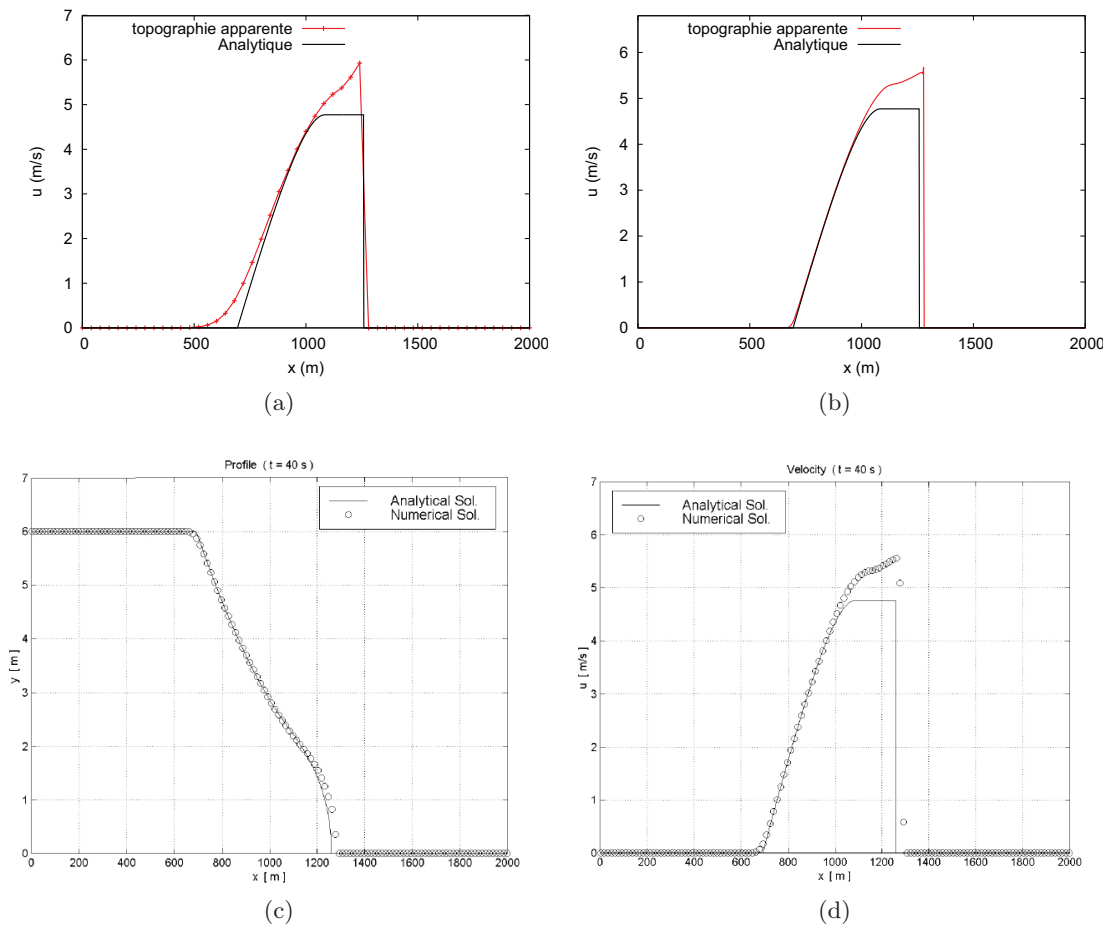 topographie apparente
Analytique
u (m/s)
7
6
5
4
3
2
1
0
0 500 1000 1500 2000
x (m)
(a)
topographie apparente
Analytique
u (m/s)
6
5
4
3
2
1
0
0 500 1000 1500 2000
x (m)
(b)
Profile ( t = 40 s )
Analytical Sol.
Numerical Sol.
y [ m ]
7
6
5
4
3
2
1
0
0 200 400 600 800 1000 1200 1400 1600 1800 2000
x [ m ]
(c)
Velocity ( t = 40 s )
Analytical Sol.
Numerical Sol.
u [ m/s ]
7
6
5
4
3
2
1
0
0 200 400 600 800 1000 1200 1400 1600 1800 2000
x [ m ]
(d)